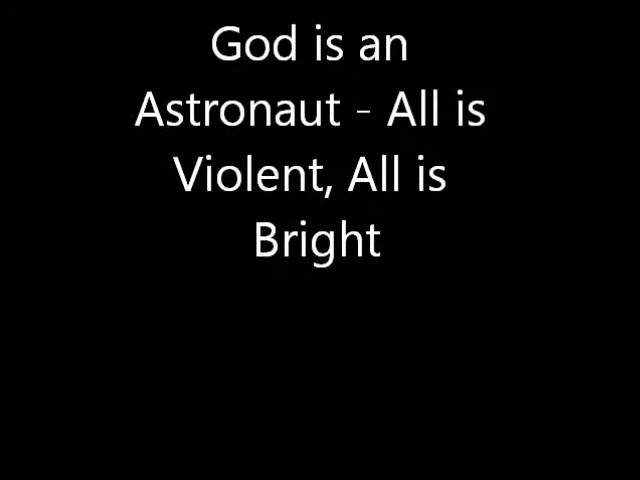 God is an
Astronaut - All is
Violent, All is
Bright